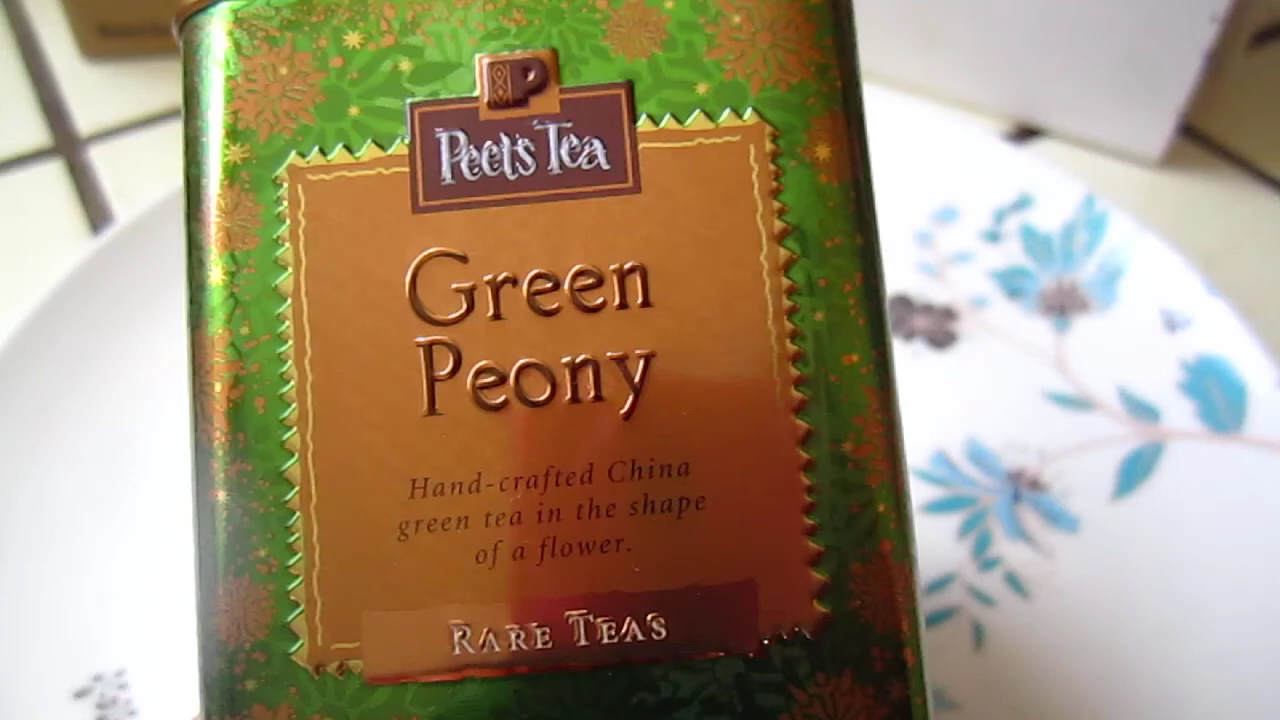 P
Peet's Tea
Green
Peony
Hand-crafted China
green tea in the shape
of a flower.
RARE TEAS